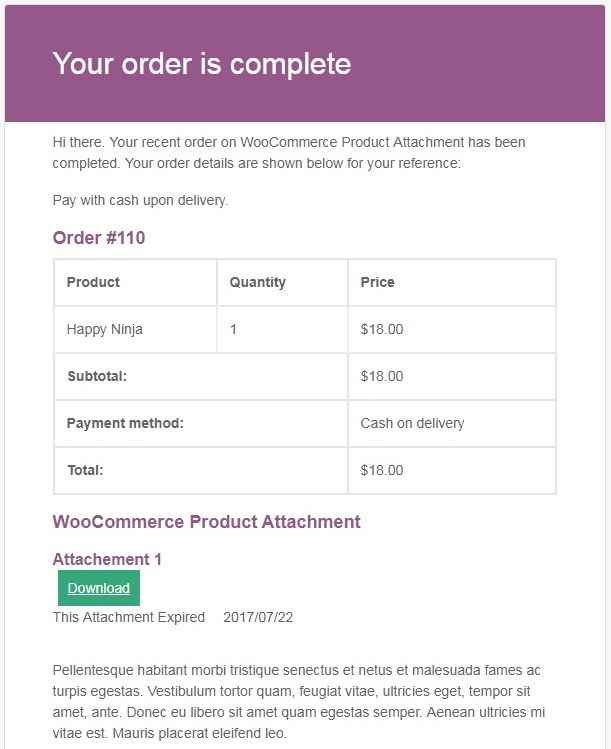 Your order is complete
Hi there. Your recent order on WooCommerce Product Attachment has been
completed. Your order details are shown below for your reference:
Pay with cash upon delivery.
Order #110
Product Quantity Price
Happy Ninja 1 $18.00
Subtotal: $18.00
Payment method: Cash on delivery
Total: $18.00
WooCommerce Product Attachment
Attachement 1
Download
This Attachment Expired 2017/07/22
Pellentesque habitant morbi tristique senectus et netus et malesuada fames ac
turpis egestas. Vestibulum tortor quam, feugiat vitae, ultricies eget, tempor sit
amet, ante. Donec eu libero sit amet quam egestas semper. Aenean ultricies mi
vitae est. Mauris placerat eleifend leo.